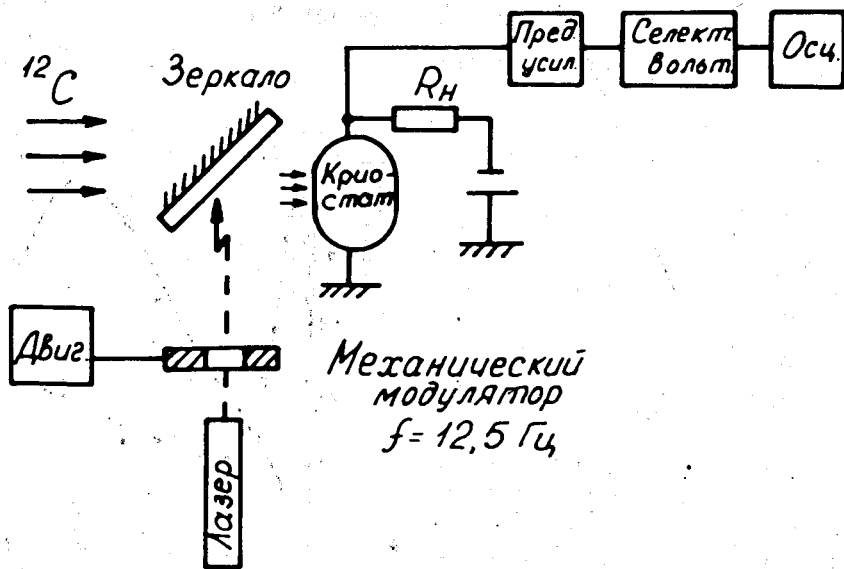 Пред.
усил.
Селект.
вольт.
Осц.
¹²C
Зеркало
Rн
Крио-
стат
Двиг.
Механический
модулятор
f = 12,5 Гц
Лазер